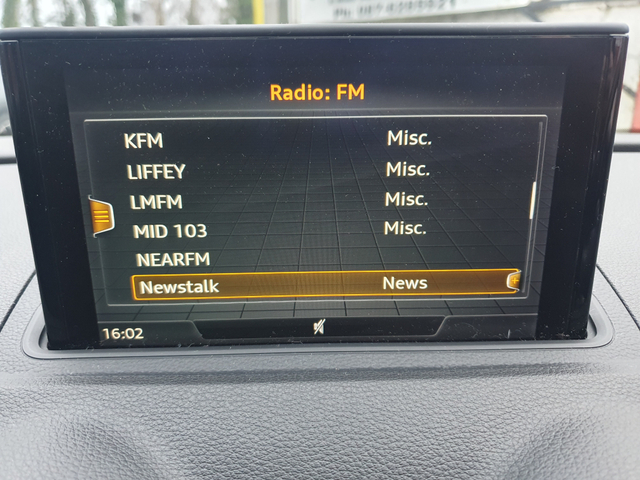 Radio: FM
KFM Misc.
LIFFEY Misc.
LMFM Misc.
MID 103 Misc.
NEARFM
Newstalk News
16:02